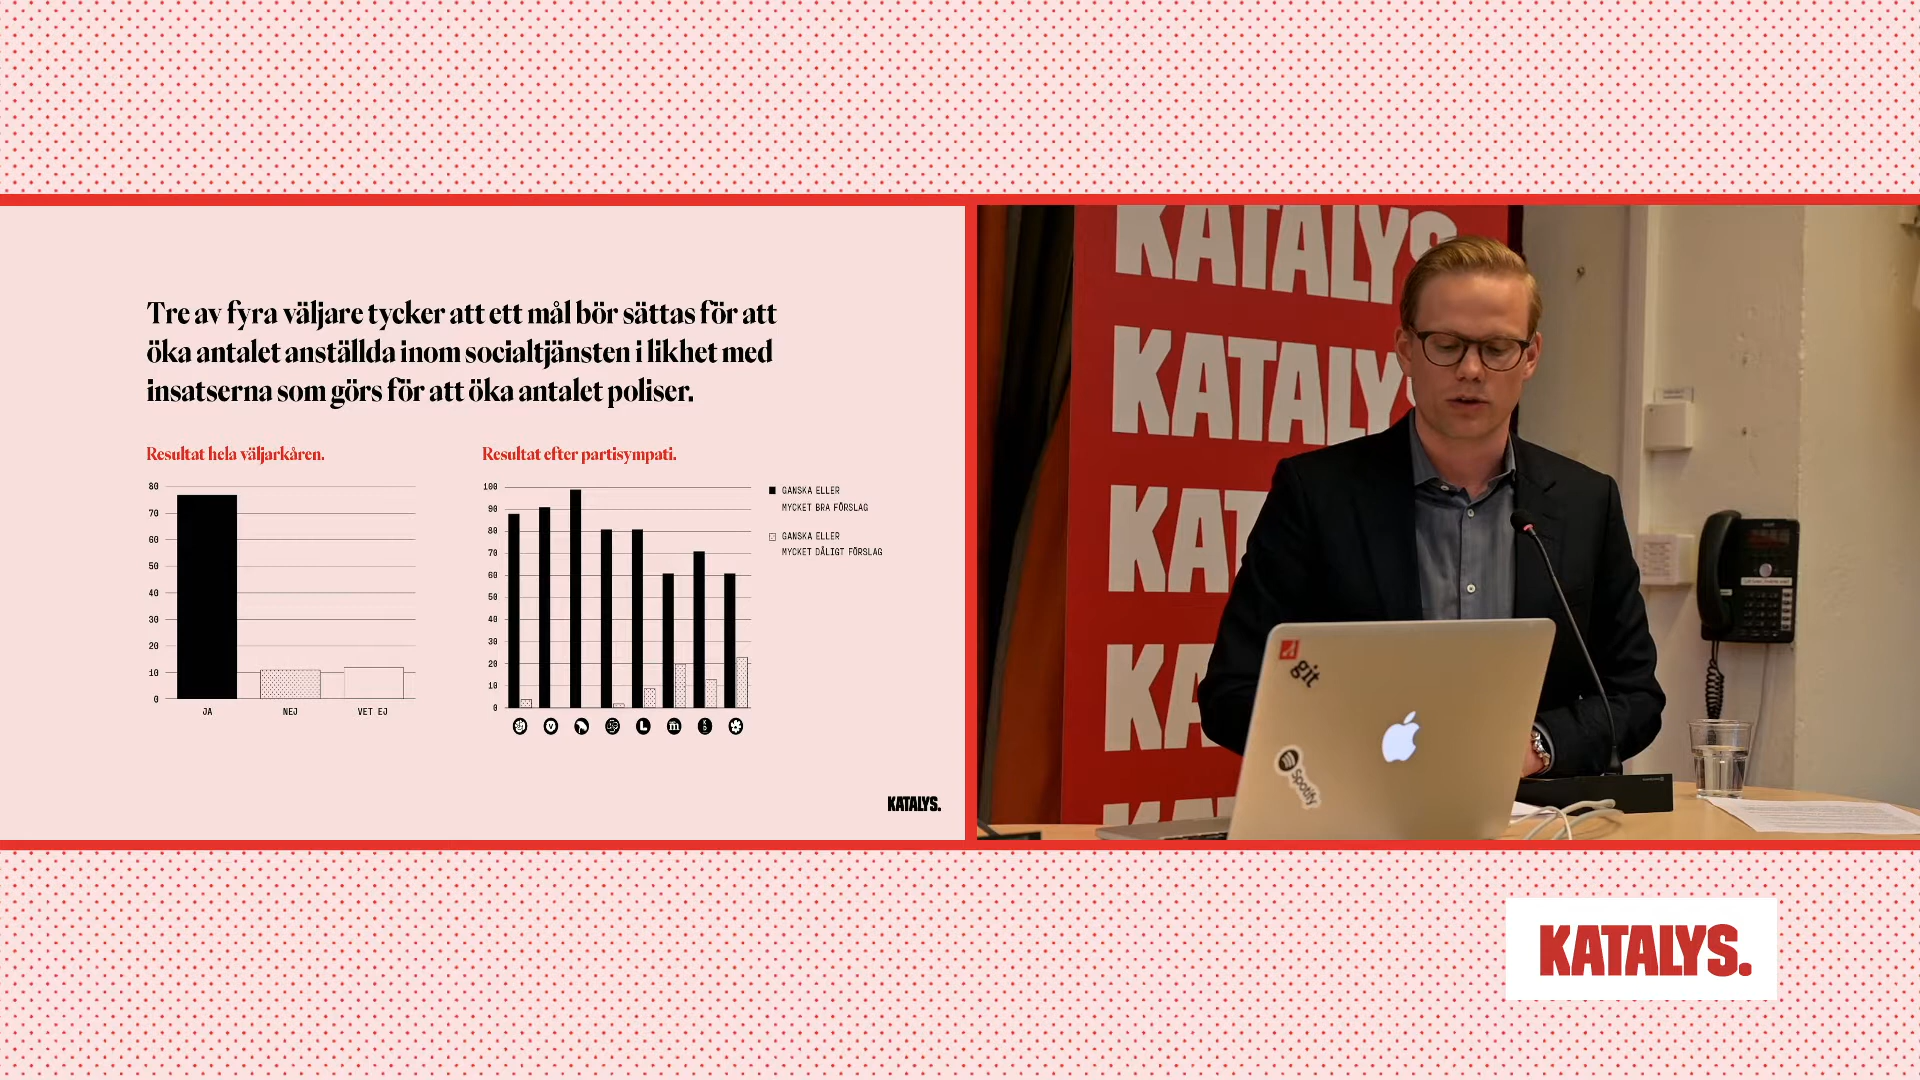 Tre av fyra väljare tycker att ett mål bör sättas för att
öka antalet anställda inom socialtjänsten i likhet med
insatserna som görs för att öka antalet poliser.
Resultat hela väljarkåren.
80
70
60
50
40
30
20
10
0
JA NEJ VET EJ
Resultat efter partisympati.
100
90
80
70
60
50
40
30
20
10
0
V L m
GANSKA ELLER
MYCKET BRA FÖRSLAG
GANSKA ELLER
MYCKET DÅLIGT FÖRSLAG
KATALYS.
KATALYS
KATALYS
KAT
KA
git
Spotify
KATALYS.